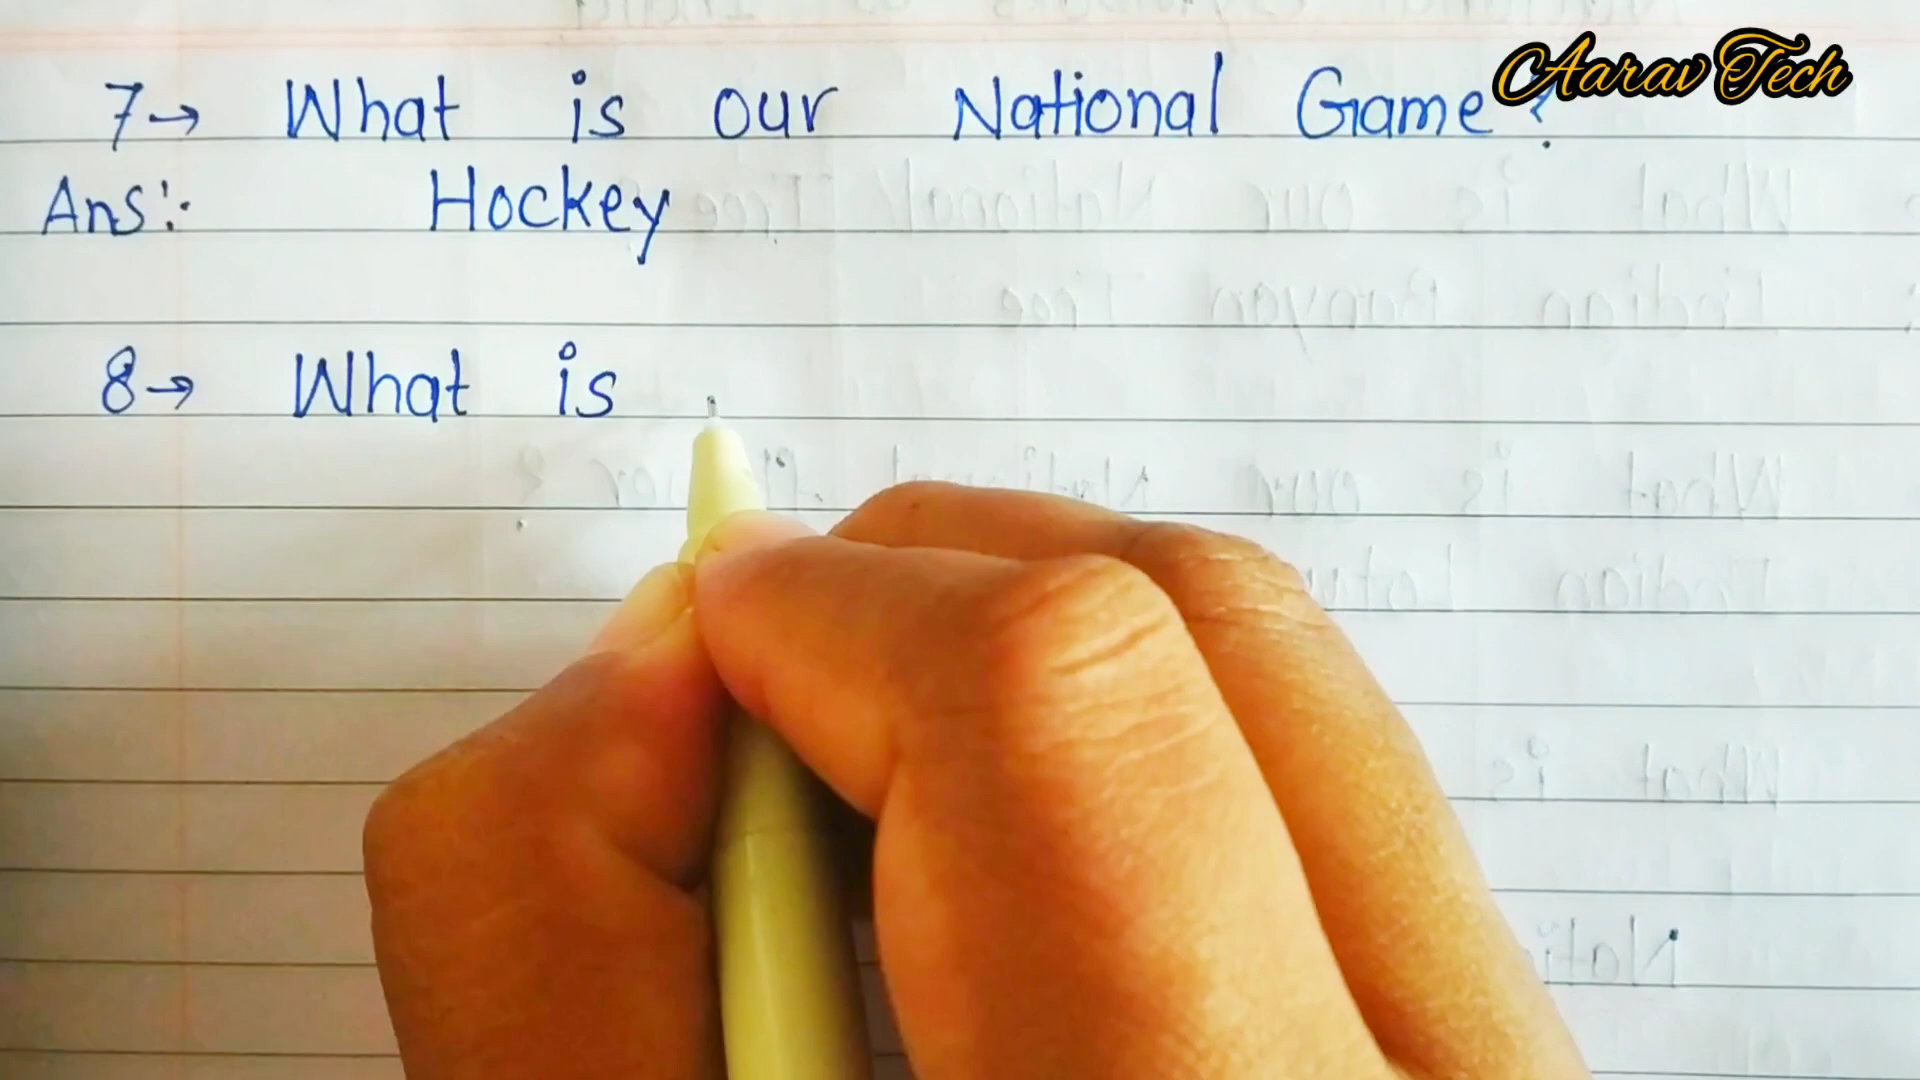 Aarav Tech
7→ What is our National Game?
Ans:- Hockey
8→ What is